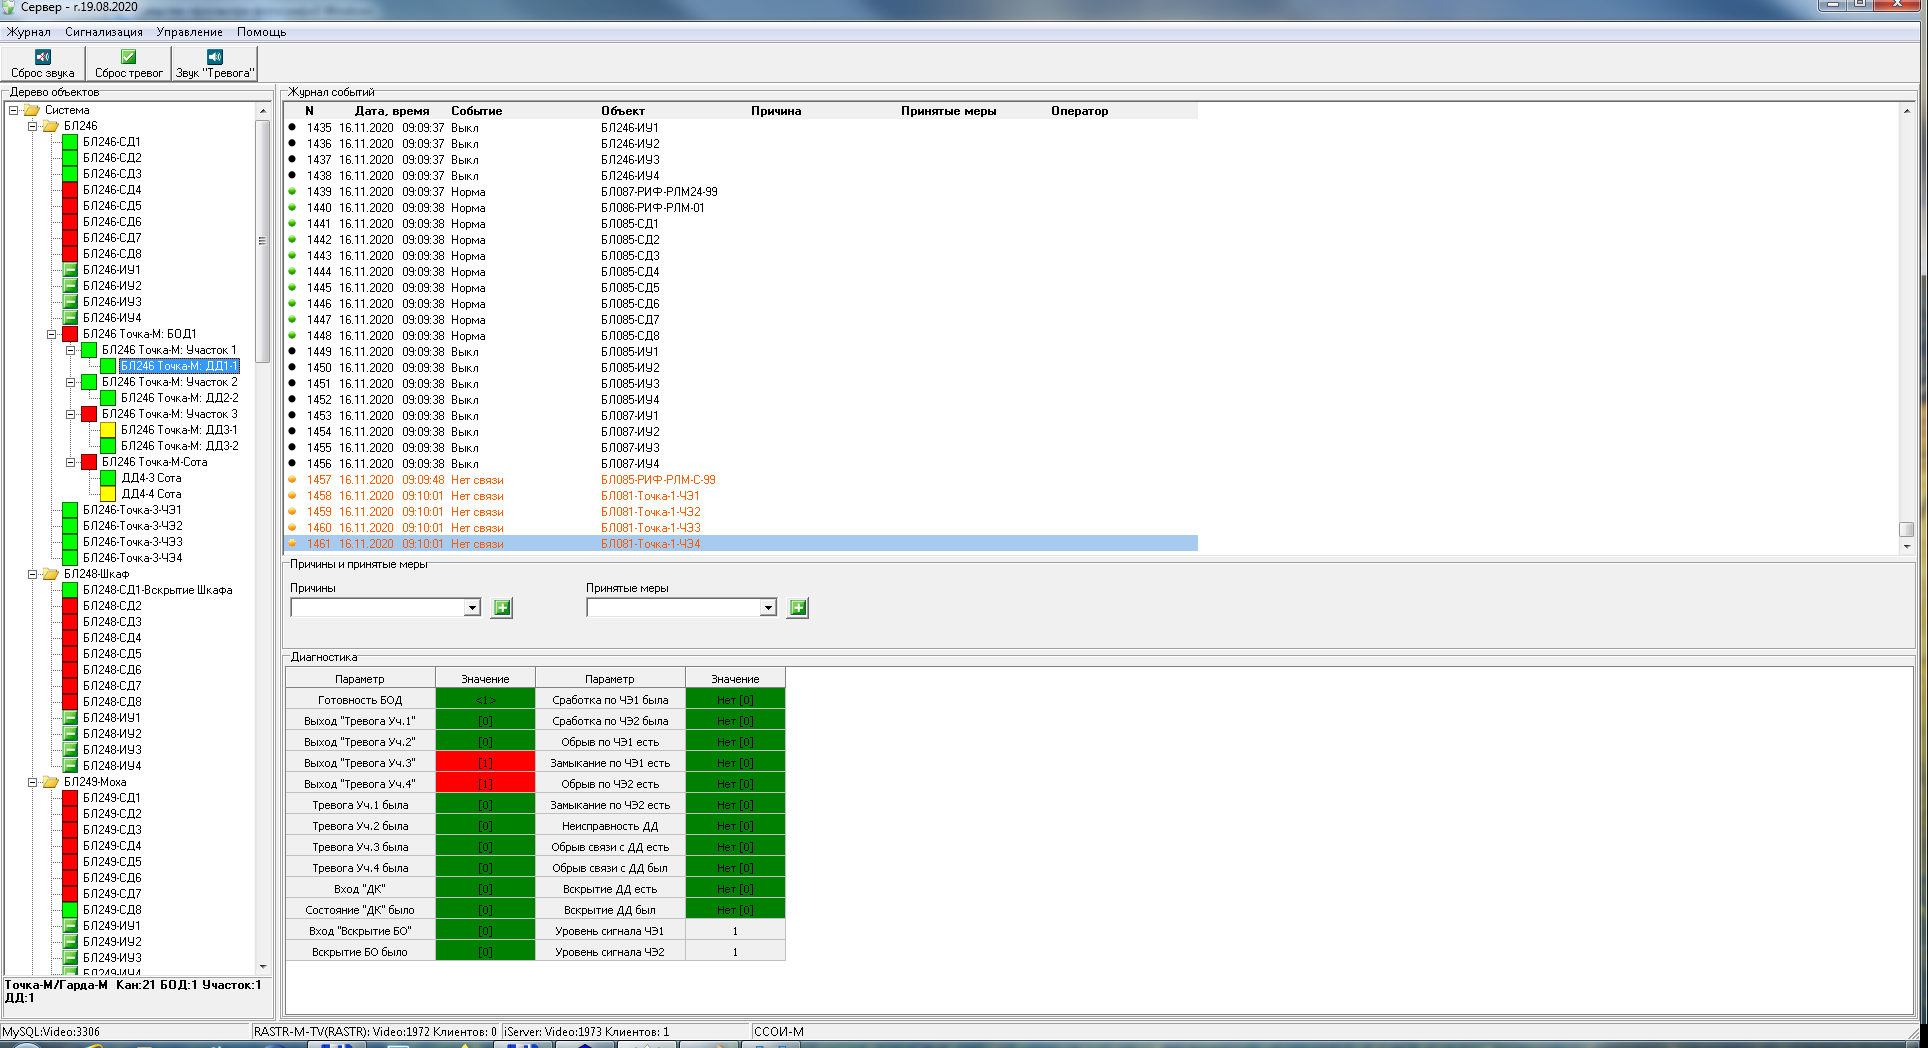 Сервер - г.19.08.2020
Журнал Сигнализация Управление Помощь
Сброс звука Сброс тревог Звук "Тревога"
Дерево объектов
Система
БЛ246
БЛ246-СД1
БЛ246-СД2
БЛ246-СД3
БЛ246-СД4
БЛ246-СД5
БЛ246-СД6
БЛ246-СД7
БЛ246-СД8
БЛ246-ИУ1
БЛ246-ИУ2
БЛ246-ИУ3
БЛ246-ИУ4
БЛ246 Точка-М: БОД1
БЛ246 Точка-М: Участок 1
БЛ246 Точка-М: ДД1-1
БЛ246 Точка-М: Участок 2
БЛ246 Точка-М: ДД2-2
БЛ246 Точка-М: Участок 3
БЛ246 Точка-М: ДД3-1
БЛ246 Точка-М: ДД3-2
БЛ246 Точка-М-Сота
ДД4-3 Сота
ДД4-4 Сота
БЛ246-Точка-3-ЧЭ1
БЛ246-Точка-3-ЧЭ2
БЛ246-Точка-3-ЧЭ3
БЛ246-Точка-3-ЧЭ4
БЛ248-Шкаф
БЛ248-СД1-Вскрытие Шкафа
БЛ248-СД2
БЛ248-СД3
БЛ248-СД4
БЛ248-СД5
БЛ248-СД6
БЛ248-СД7
БЛ248-СД8
БЛ248-ИУ1
БЛ248-ИУ2
БЛ248-ИУ3
БЛ248-ИУ4
БЛ249-Моха
БЛ249-СД1
БЛ249-СД2
БЛ249-СД3
БЛ249-СД4
БЛ249-СД5
БЛ249-СД6
БЛ249-СД7
БЛ249-СД8
БЛ249-ИУ1
БЛ249-ИУ2
БЛ249-ИУ3
БЛ249-ИУ4
Точка-М/Гарда-М Кан:21 БОД:1 Участок:1
ДД:1
Журнал событий
N Дата, время Событие Объект Причина Принятые меры Оператор
1435 16.11.2020 09:09:37 Выкл БЛ246-ИУ1
1436 16.11.2020 09:09:37 Выкл БЛ246-ИУ2
1437 16.11.2020 09:09:37 Выкл БЛ246-ИУ3
1438 16.11.2020 09:09:37 Выкл БЛ246-ИУ4
1439 16.11.2020 09:09:37 Норма БЛ087-РИФ-РЛМ24-99
1440 16.11.2020 09:09:38 Норма БЛ086-РИФ-РЛМ-01
1441 16.11.2020 09:09:38 Норма БЛ085-СД1
1442 16.11.2020 09:09:38 Норма БЛ085-СД2
1443 16.11.2020 09:09:38 Норма БЛ085-СД3
1444 16.11.2020 09:09:38 Норма БЛ085-СД4
1445 16.11.2020 09:09:38 Норма БЛ085-СД5
1446 16.11.2020 09:09:38 Норма БЛ085-СД6
1447 16.11.2020 09:09:38 Норма БЛ085-СД7
1448 16.11.2020 09:09:38 Норма БЛ085-СД8
1449 16.11.2020 09:09:38 Выкл БЛ085-ИУ1
1450 16.11.2020 09:09:38 Выкл БЛ085-ИУ2
1451 16.11.2020 09:09:38 Выкл БЛ085-ИУ3
1452 16.11.2020 09:09:38 Выкл БЛ085-ИУ4
1453 16.11.2020 09:09:38 Выкл БЛ087-ИУ1
1454 16.11.2020 09:09:38 Выкл БЛ087-ИУ2
1455 16.11.2020 09:09:38 Выкл БЛ087-ИУ3
1456 16.11.2020 09:09:38 Выкл БЛ087-ИУ4
1457 16.11.2020 09:09:48 Нет связи БЛ085-РИФ-РЛМ-С-99
1458 16.11.2020 09:10:01 Нет связи БЛ081-Точка-1-ЧЭ1
1459 16.11.2020 09:10:01 Нет связи БЛ081-Точка-1-ЧЭ2
1460 16.11.2020 09:10:01 Нет связи БЛ081-Точка-1-ЧЭ3
1461 16.11.2020 09:10:01 Нет связи БЛ081-Точка-1-ЧЭ4
Причины и принятые меры
Причины Принятые меры
Диагностика
Параметр Значение Параметр Значение
Готовность БОД <1> Сработка по ЧЭ1 была Нет [0]
Выход "Тревога Уч.1" [0] Сработка по ЧЭ2 была Нет [0]
Выход "Тревога Уч.2" [0] Обрыв по ЧЭ1 есть Нет [0]
Выход "Тревога Уч.3" [1] Замыкание по ЧЭ1 есть Нет [0]
Выход "Тревога Уч.4" [1] Обрыв по ЧЭ2 есть Нет [0]
Тревога Уч.1 была [0] Замыкание по ЧЭ2 есть Нет [0]
Тревога Уч.2 была [0] Неисправность ДД Нет [0]
Тревога Уч.3 была [0] Обрыв связи с ДД есть Нет [0]
Тревога Уч.4 была [0] Обрыв связи с ДД был Нет [0]
Вход "ДК" [0] Вскрытие ДД есть Нет [0]
Состояние "ДК" было [0] Вскрытие ДД был Нет [0]
Вход "Вскрытие БО" [0] Уровень сигнала ЧЭ1 1
Вскрытие БО было [0] Уровень сигнала ЧЭ2 1
MySQL:Video:3306 RASTR-M-TV(RASTR): Video:1972 Клиентов: 0 iServer: Video:1973 Клиентов: 1 ССОИ-М